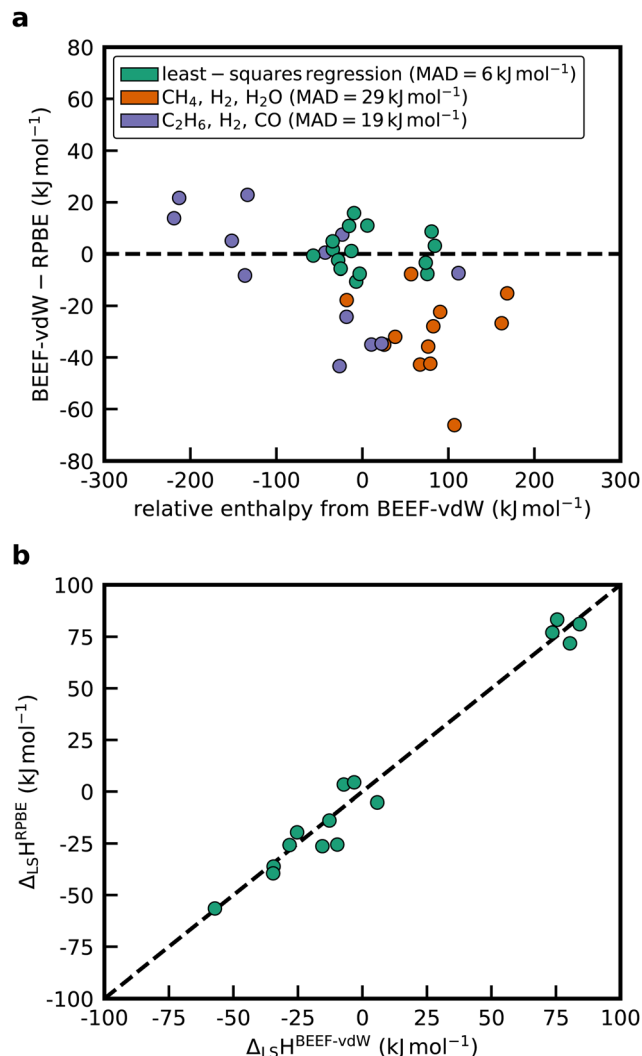 a
80
60
40
20
0
-20
-40
-60
-80
BEEF-vdW − RPBE (kJ mol⁻¹)
least − squares regression (MAD = 6 kJ mol⁻¹)
CH₄, H₂, H₂O (MAD = 29 kJ mol⁻¹)
C₂H₆, H₂, CO (MAD = 19 kJ mol⁻¹)
-300 -200 -100 0 100 200 300
relative enthalpy from BEEF-vdW (kJ mol⁻¹)
b
100
75
50
25
0
-25
-50
-75
-100
Δ_LS H^RPBE
(kJ mol⁻¹)
-100 -75 -50 -25 0 25 50 75 100
Δ_LS H^BEEF-vdW (kJ mol⁻¹)